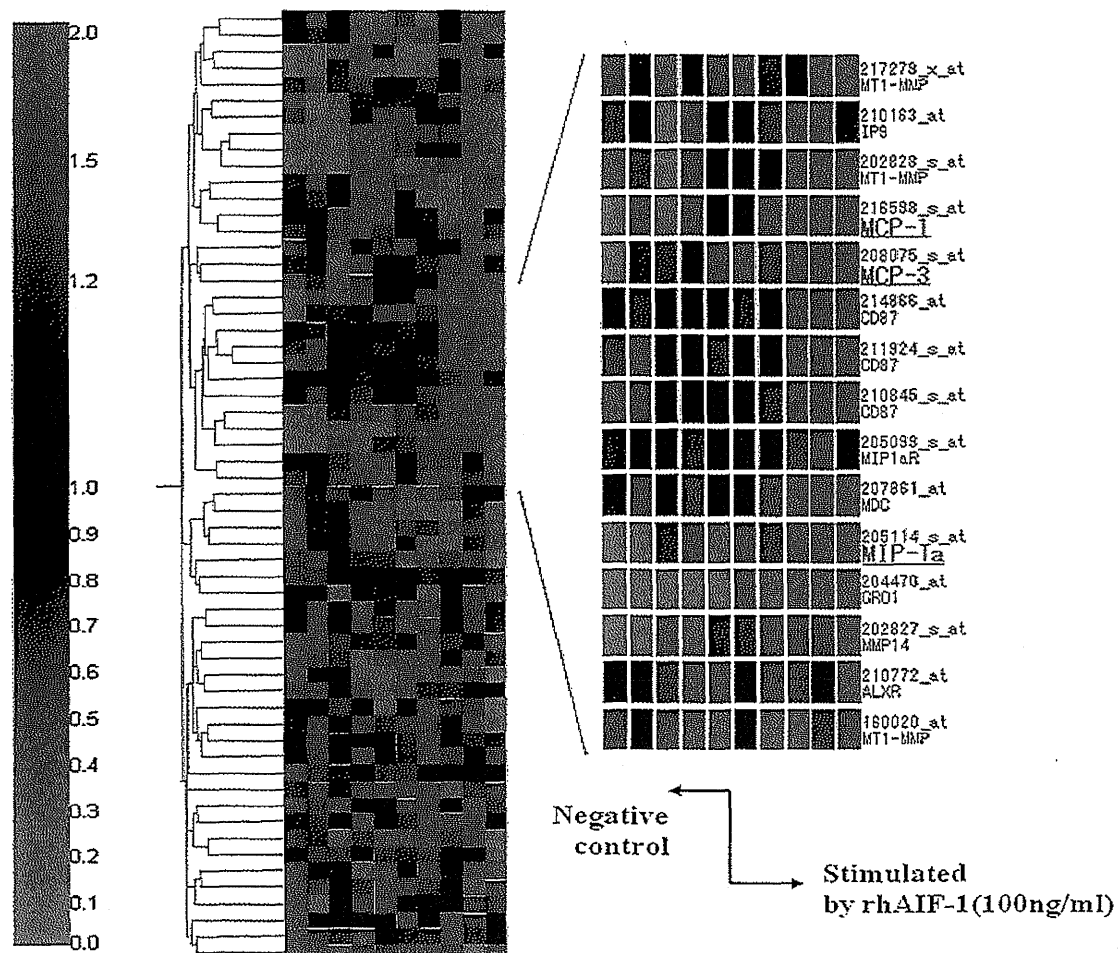 2.0
1.5
1.2
1.0
0.9
0.8
0.7
0.6
0.5
0.4
0.3
0.2
0.1
0.0
217279_x_at
MT1-MMP
210163_at
IP9
202828_s_at
MT1-MMP
216598_s_at
MCP-1
208075_s_at
MCP-3
214866_at
CD87
211924_s_at
CD87
210845_s_at
CD87
205099_s_at
MIP1aR
207861_at
MDC
205114_s_at
MIP-1a
204470_at
GRO1
202827_s_at
MMP14
210772_at
ALXR
160020_at
MT1-MMP
Negative
control
Stimulated
by rhAIF-1(100ng/ml)